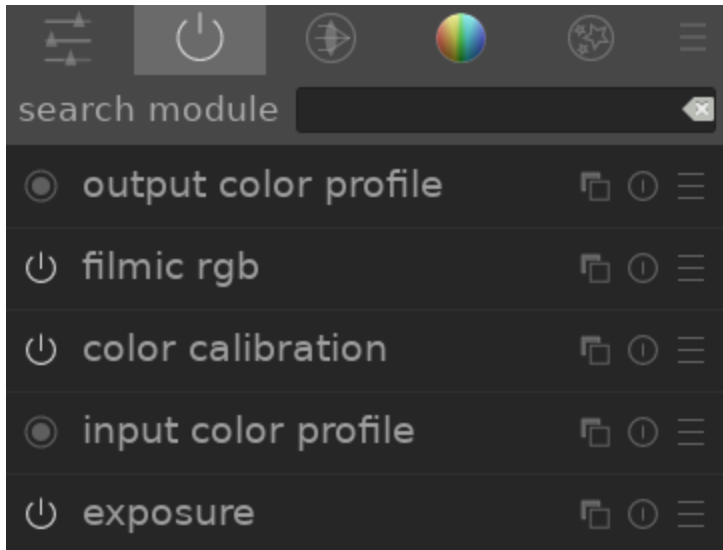 search module
output color profile
filmic rgb
color calibration
input color profile
exposure